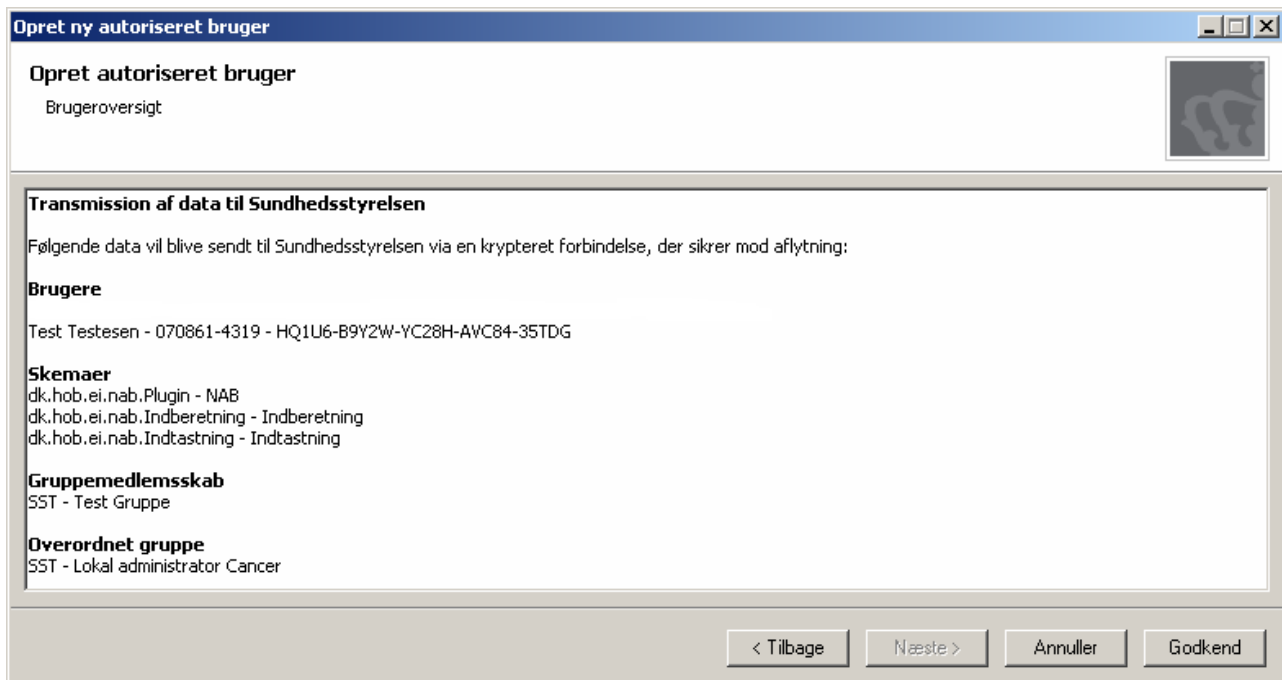 Opret ny autoriseret bruger
Opret autoriseret bruger
Brugeroversigt
Transmission af data til Sundhedsstyrelsen
Følgende data vil blive sendt til Sundhedsstyrelsen via en krypteret forbindelse, der sikrer mod aflytning:
Brugere
Test Testesen - 070861-4319 - HQ1U6-B9Y2W-YC28H-AVC84-35TDG
Skemaer
dk.hob.ei.nab.Plugin - NAB
dk.hob.ei.nab.Indberetning - Indberetning
dk.hob.ei.nab.Indtastning - Indtastning
Gruppemedlemsskab
SST - Test Gruppe
Overordnet gruppe
SST - Lokal administrator Cancer
< Tilbage Næste > Annuller Godkend